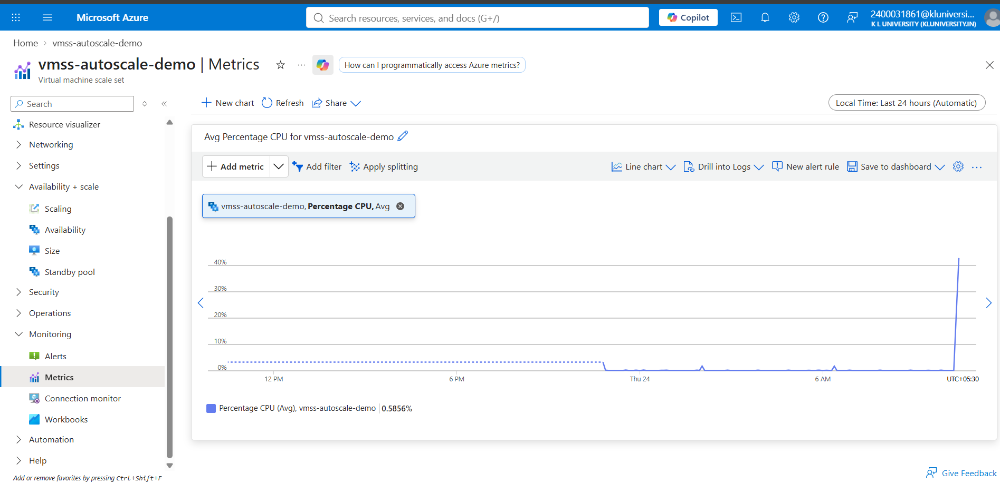 Microsoft Azure
Search resources, services, and docs (G+/)
Copilot
2400031861@kluniversi...
K L UNIVERSITY (KLUNIVERSITY.IN)
Home > vmss-autoscale-demo
vmss-autoscale-demo | Metrics
How can I programmatically access Azure metrics?
Virtual machine scale set
Search
Resource visualizer
Networking
Settings
Availability + scale
Scaling
Availability
Size
Standby pool
Security
Operations
Monitoring
Alerts
Metrics
Connection monitor
Workbooks
Automation
Help
Add or remove favorites by pressing Ctrl+Shift+F
New chart Refresh Share
Local Time: Last 24 hours (Automatic)
Avg Percentage CPU for vmss-autoscale-demo
Add metric Add filter Apply splitting Line chart Drill into Logs New alert rule Save to dashboard
vmss-autoscale-demo, Percentage CPU, Avg
40%
30%
20%
10%
0%
12 PM 6 PM Thu 24 6 AM UTC+05:30
Percentage CPU (Avg), vmss-autoscale-demo 0.5856%
Give Feedback